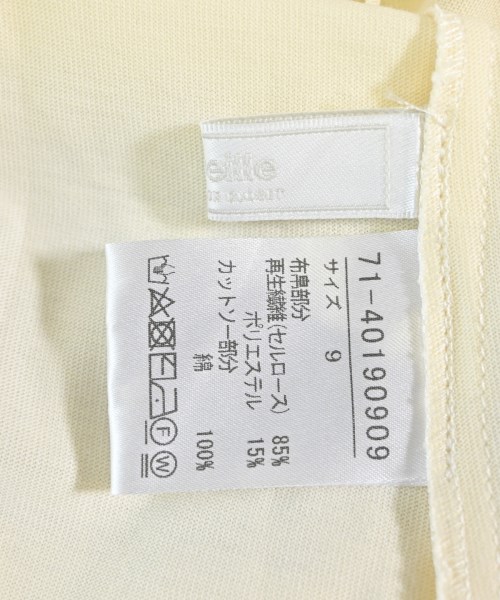 71-40190909
サイズ 9
布帛部分
再生繊維(セルロース) 85%
ポリエステル 15%
カットソー部分
綿 100%
F W